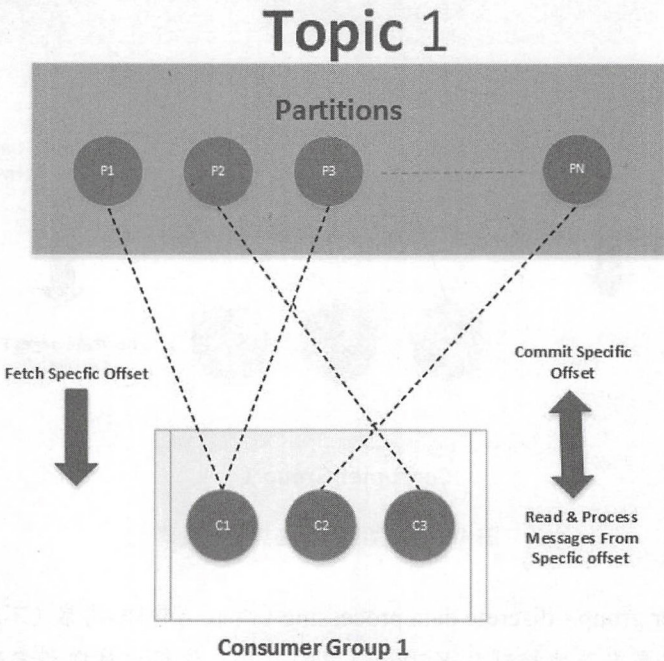 Topic 1
Partitions
P1 P2 P3 PN
Fetch Specfic Offset
Commit Specific
Offset
C1 C2 C3
Read & Process
Messages From
Specfic offset
Consumer Group 1